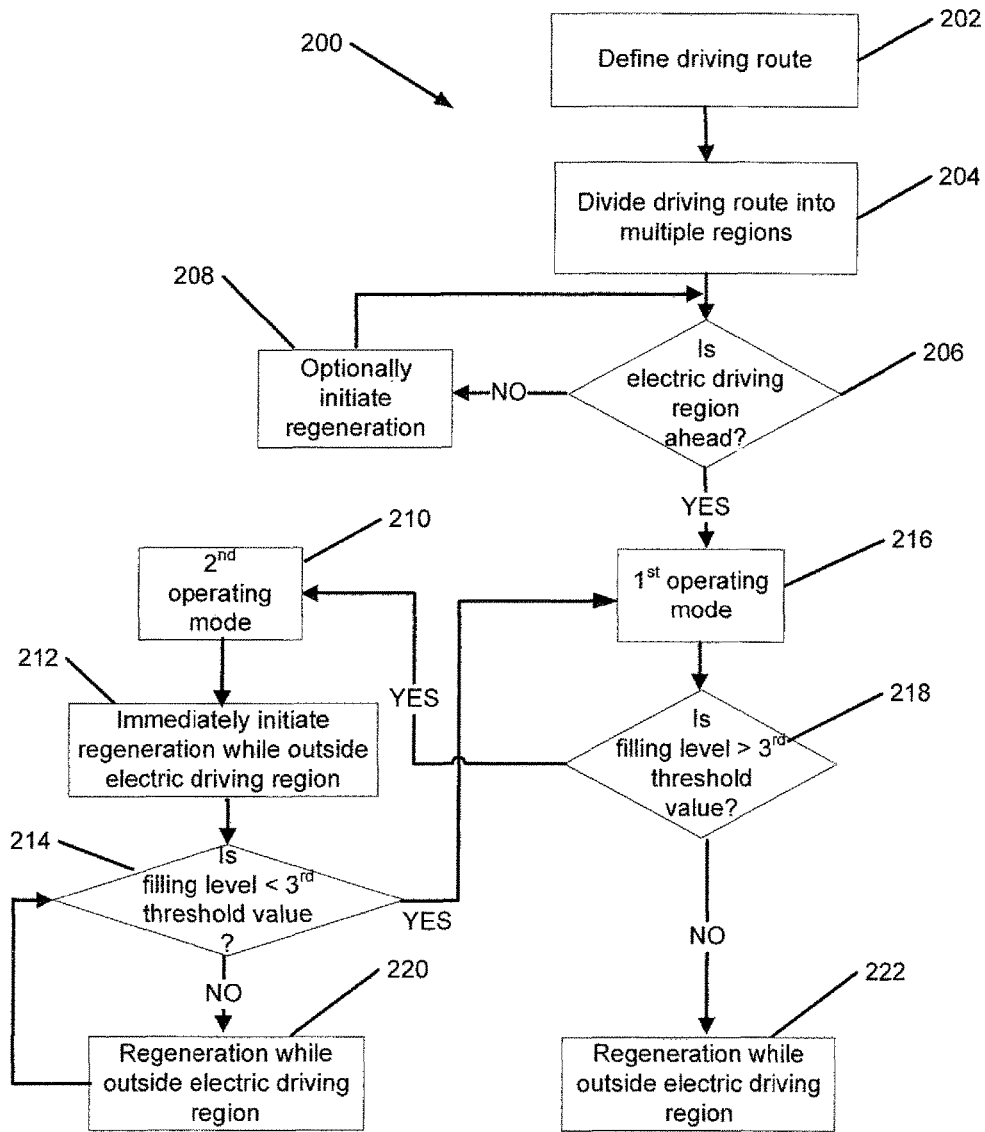 202
200
Define driving route
204
Divide driving route into
multiple regions
208
Is
electric driving
region
ahead?
206
Optionally
initiate
regeneration
NO
YES
210
216
2nd
operating
mode
1st operating
mode
212
YES
218
Immediately initiate
regeneration while outside
electric driving region
Is
filling level > 3rd
threshold
value?
214
Is
filling level < 3rd
threshold value
?
YES
NO
NO
220
222
Regeneration while
outside electric driving
region
Regeneration while
outside electric driving
region